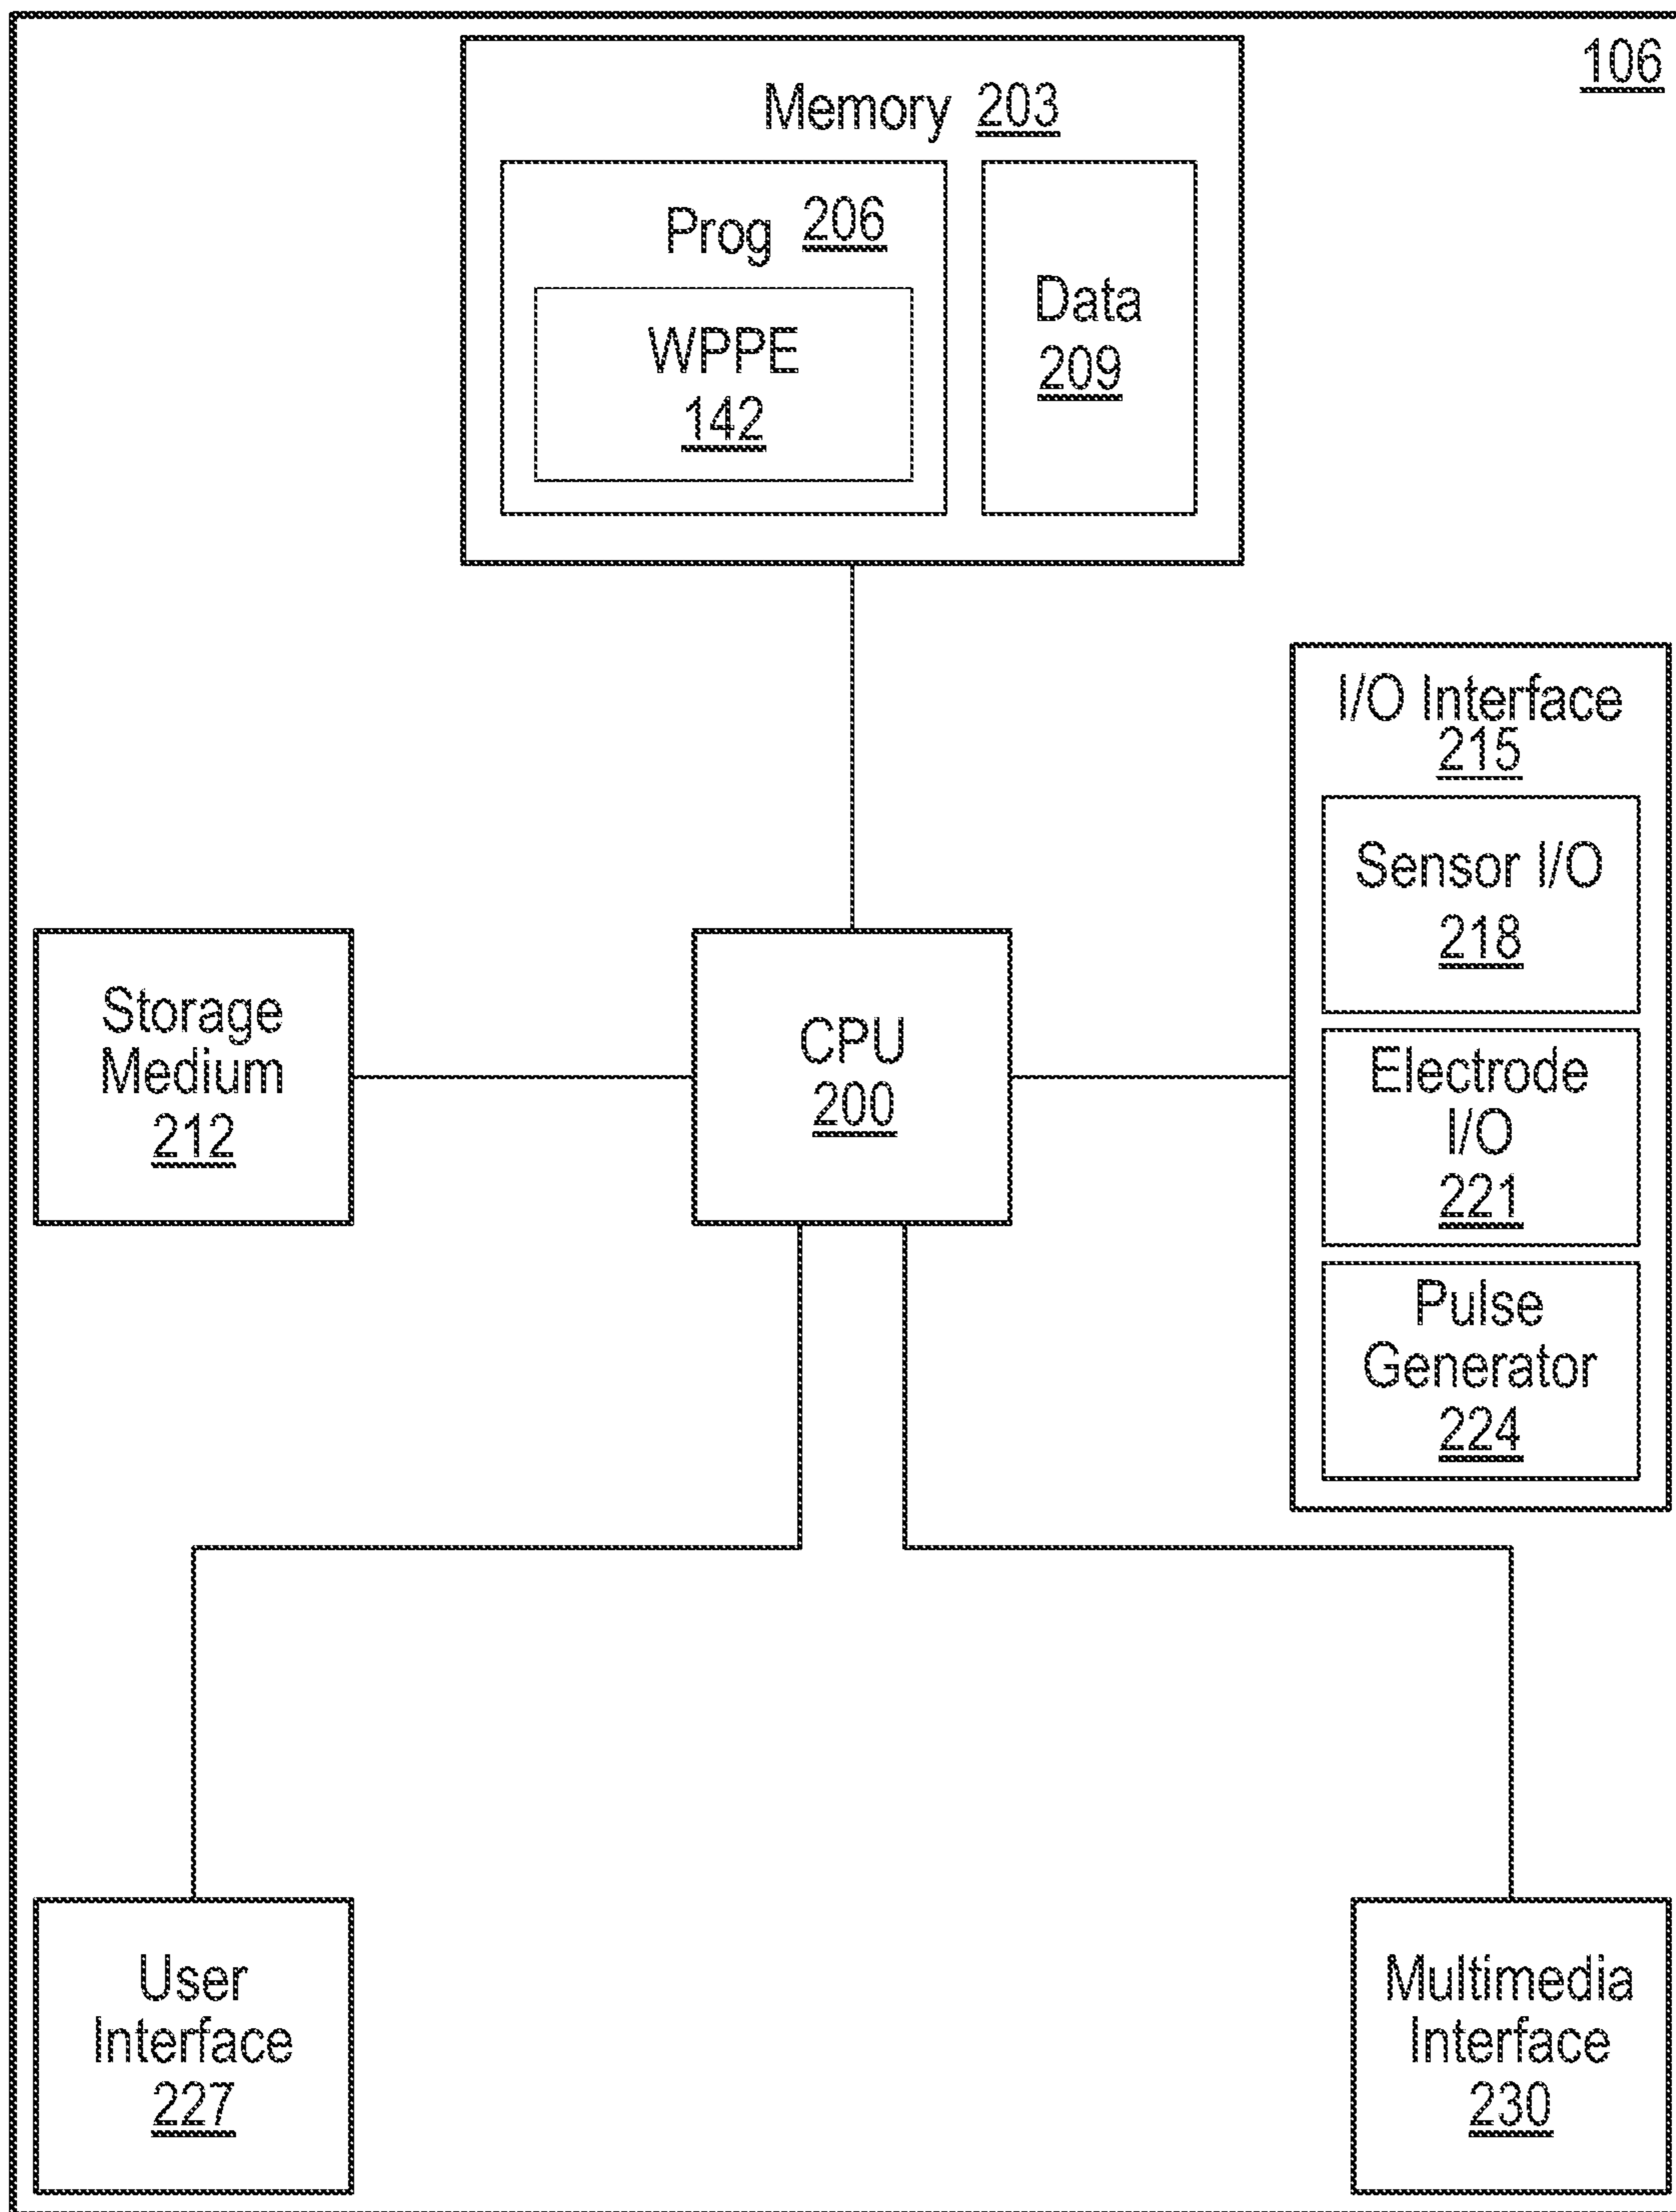 106
Memory 203
Prog 206
WPPE
142
Data
209
I/O Interface
215
Sensor I/O
218
Electrode
I/O
221
Pulse
Generator
224
Storage
Medium
212
CPU
200
User
Interface
227
Multimedia
Interface
230